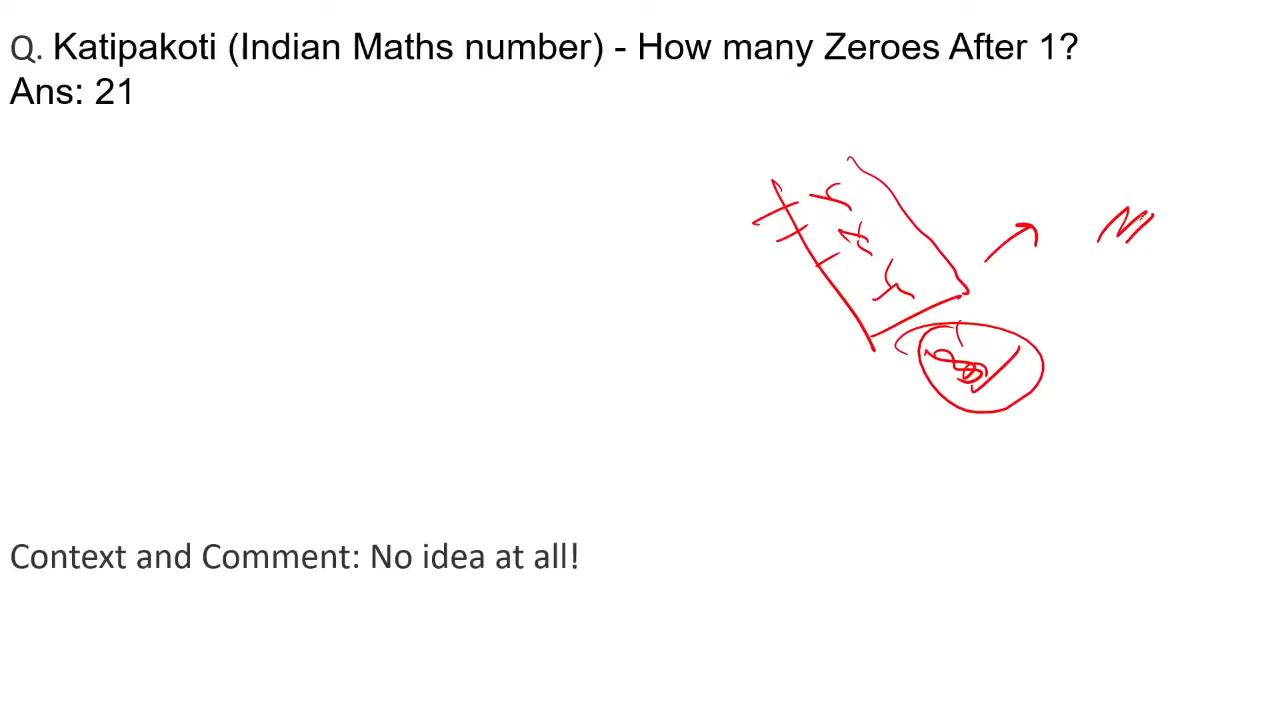 Q. Katipakoti (Indian Maths number) - How many Zeroes After 1?
Ans: 21
Context and Comment: No idea at all!